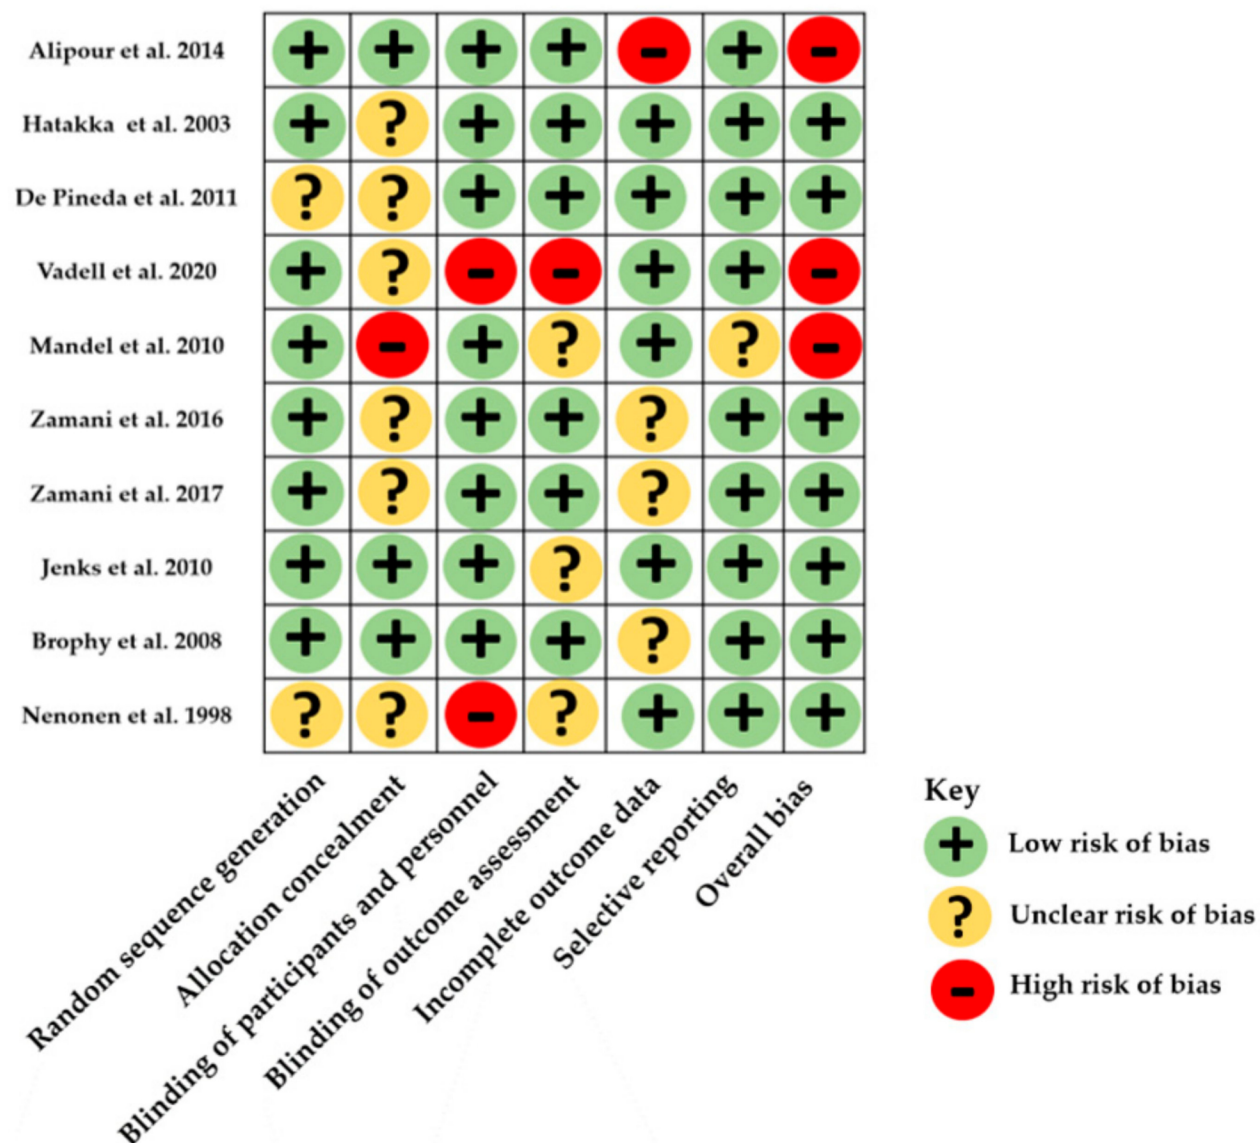 Alipour et al. 2014 + + + + - + -
Hatakka et al. 2003 + ? + + + + +
De Pineda et al. 2011 ? ? + + + + +
Vadell et al. 2020 + ? - - + + -
Mandel et al. 2010 + - + ? + ? -
Zamani et al. 2016 + ? + + ? + +
Zamani et al. 2017 + ? + + ? + +
Jenks et al. 2010 + + + ? + + +
Brophy et al. 2008 + + + + ? + +
Nenonen et al. 1998 ? ? - ? + + +
Random sequence generation
Allocation concealment
Blinding of participants and personnel
Blinding of outcome assessment
Incomplete outcome data
Selective reporting
Overall bias
Key
+ Low risk of bias
? Unclear risk of bias
- High risk of bias